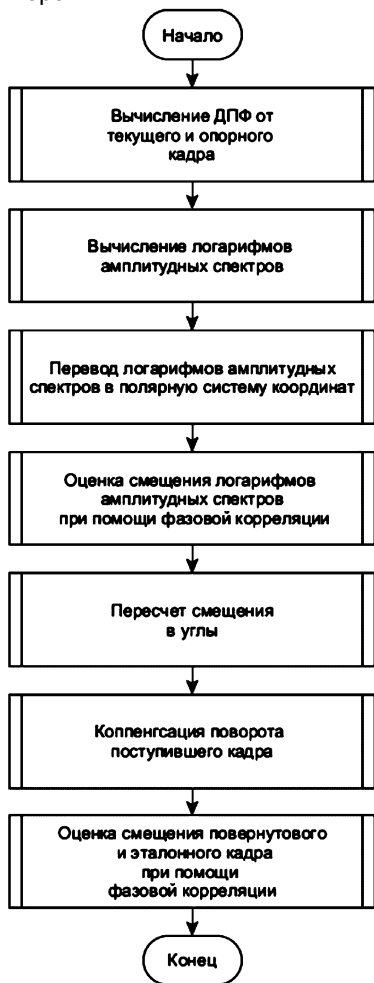 Начало
Вычисление ДПФ от
текущего и опорного
кадра
Вычисление логарифмов
амплитудных спектров
Перевод логарифмов амплитудных
спектров в полярную систему координат
Оценка смещения логарифмов
амплитудных спектров
при помощи фазовой корреляции
Пересчет смещения
в углы
Коппенгсация поворота
поступившего кадра
Оценка смещения повернутового
и эталонного кадра
при помощи
фазовой корреляции
Конец